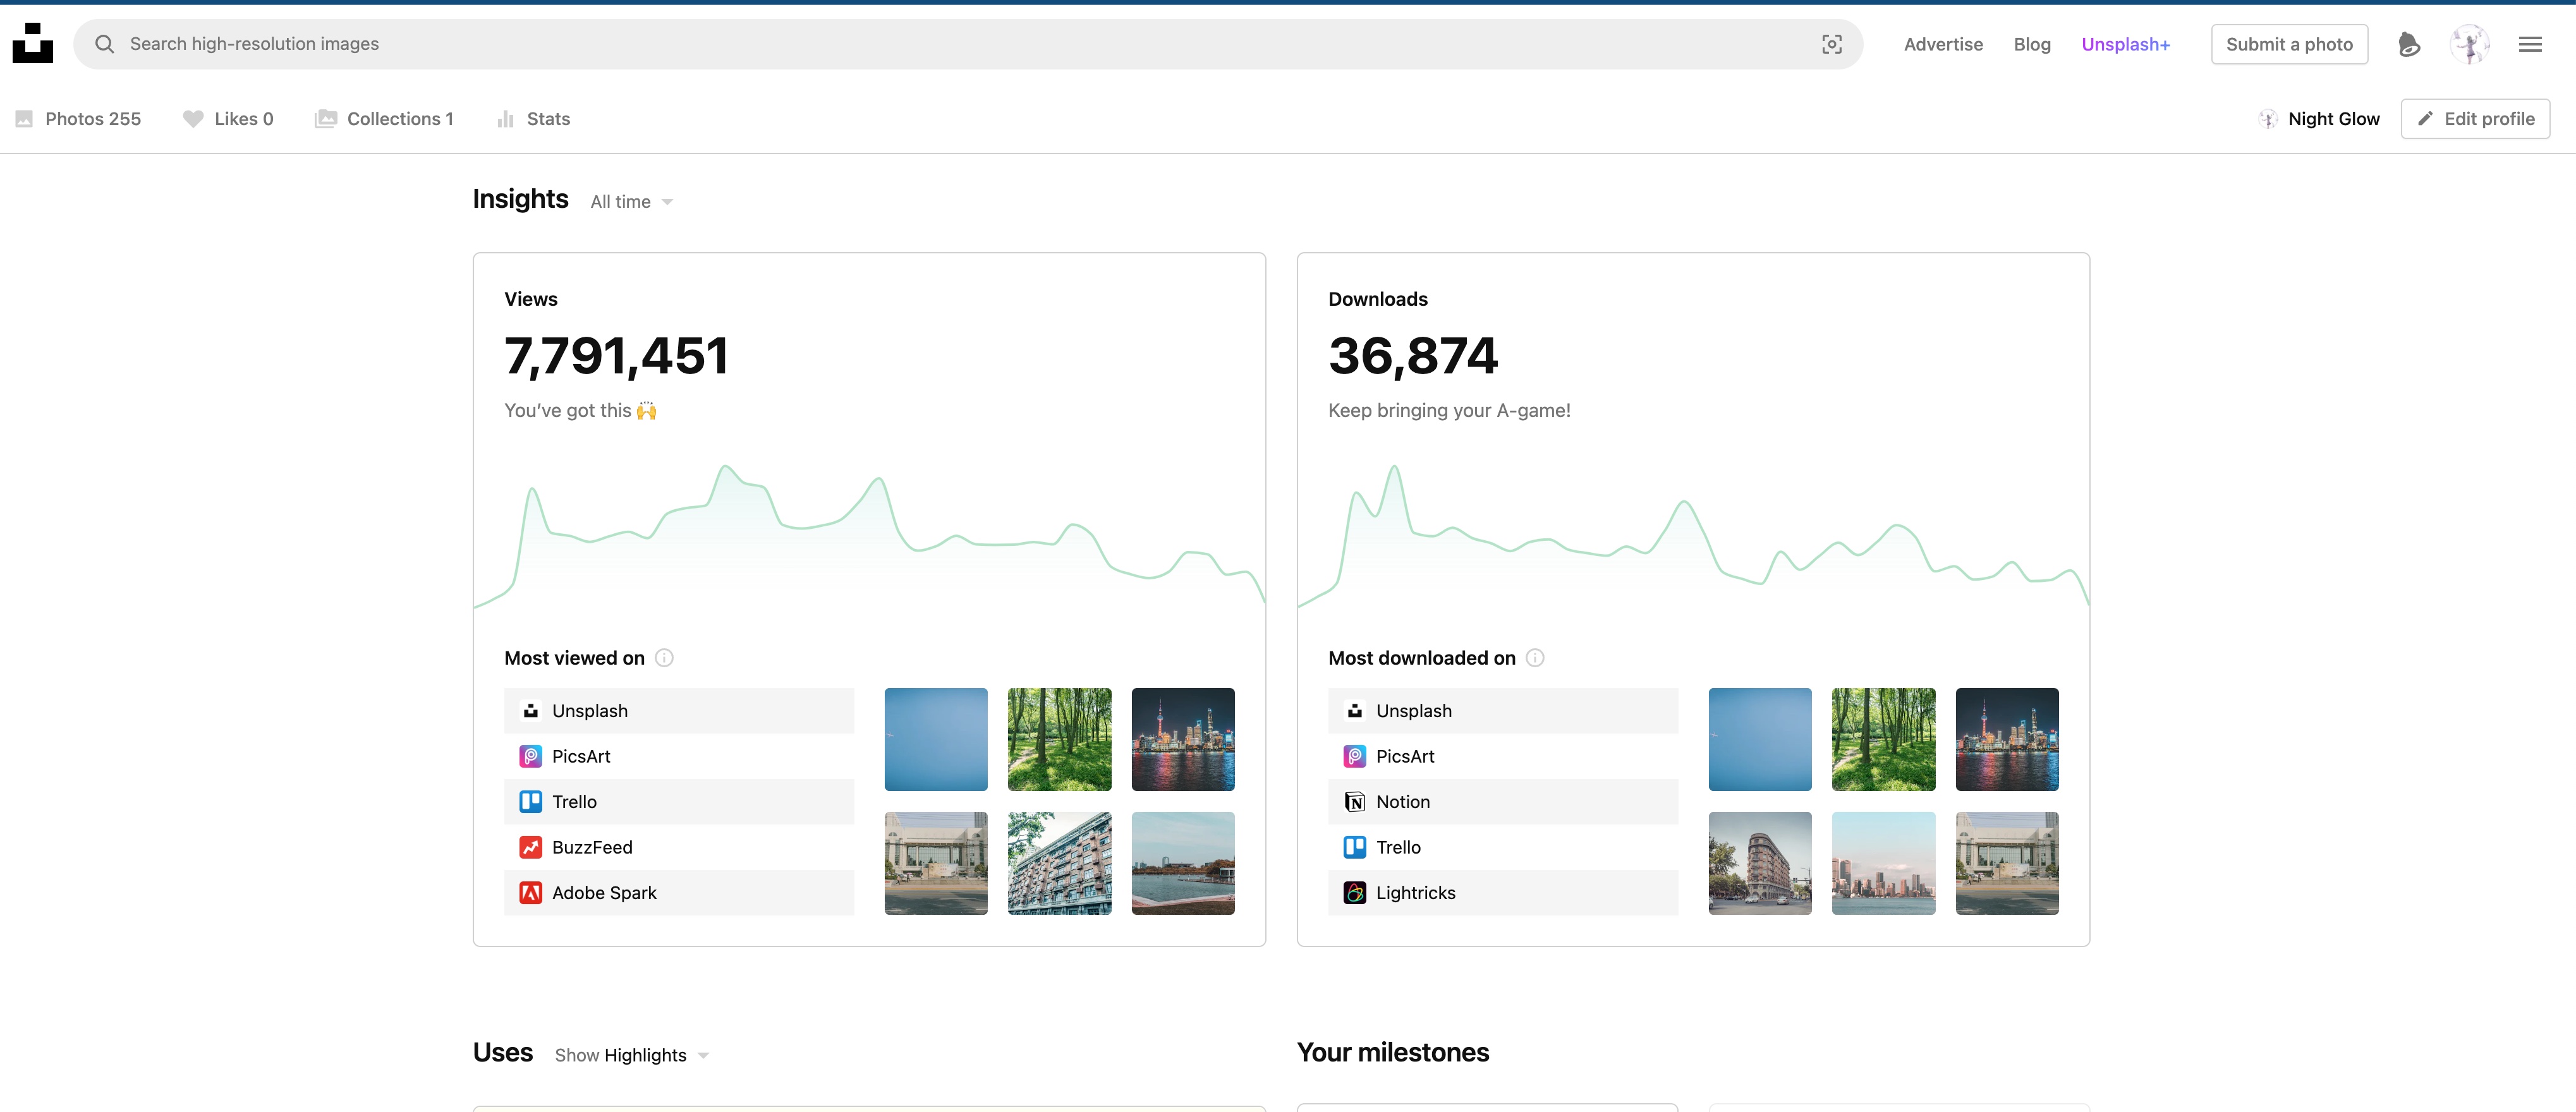 Search high-resolution images
Advertise
Blog
Unsplash+
Submit a photo
Photos 255
Likes 0
Collections 1
Stats
Night Glow
Edit profile
Insights
All time
Views
7,791,451
You’ve got this 🙌
Most viewed on
Unsplash
PicsArt
Trello
BuzzFeed
Adobe Spark
Downloads
36,874
Keep bringing your A-game!
Most downloaded on
Unsplash
PicsArt
Notion
Trello
Lightricks
Uses
Show Highlights
Your milestones